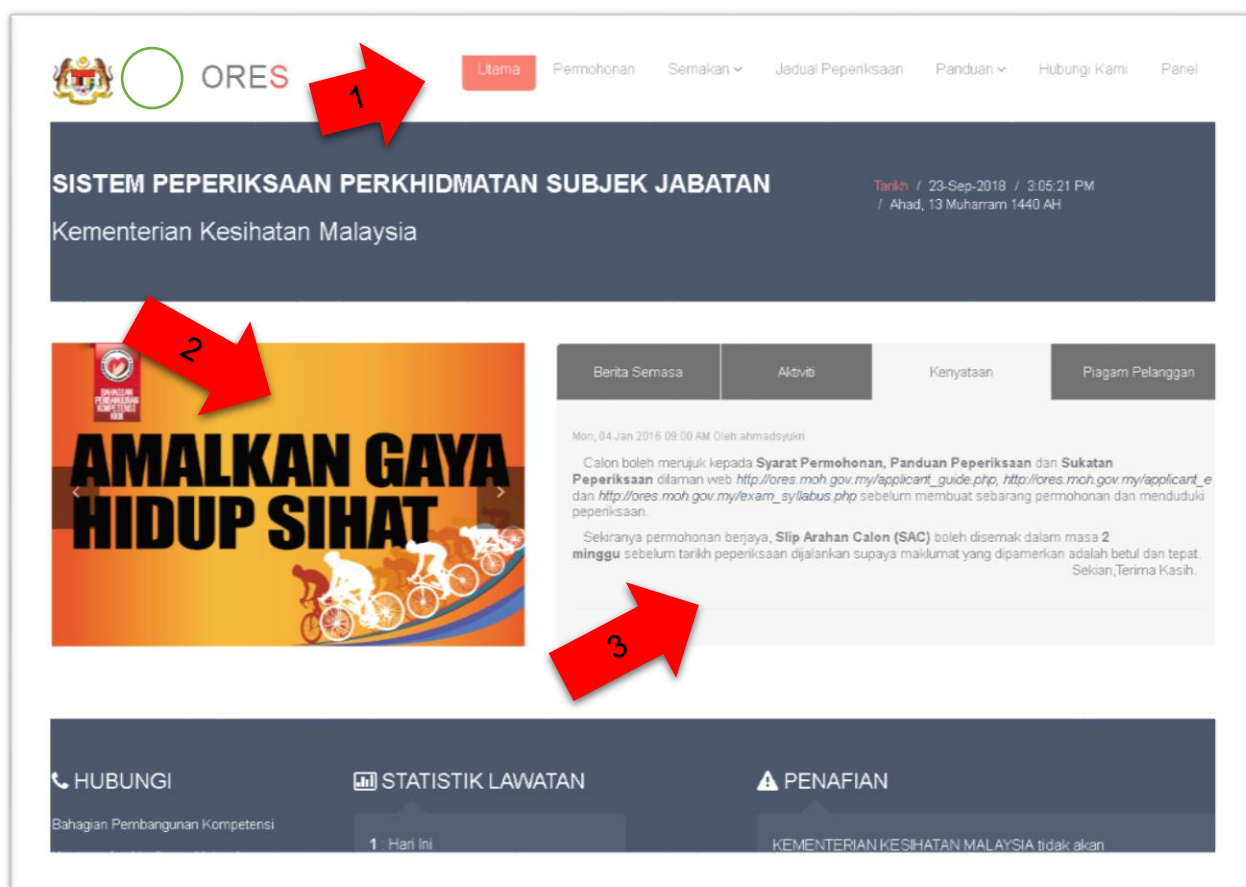 ORES
1
Utama
Permohonan
Semakan
Jadual Peperiksaan
Panduan
Hubungi Kami
Panel
SISTEM PEPERIKSAAN PERKHIDMATAN SUBJEK JABATAN
Kementerian Kesihatan Malaysia
Tarikh / 23-Sep-2018 / 3:05:21 PM
/ Ahad, 13 Muharram 1440 AH
2
BAHAGIAN
PEMBANGUNAN
KOMPETENSI
KKM
AMALKAN GAYA
HIDUP SIHAT
Berita Semasa
Aktiviti
Kenyataan
Piagam Pelanggan
Mon, 04 Jan 2016 09:00 AM Oleh:ahmadsyukri
Calon boleh merujuk kepada Syarat Permohonan, Panduan Peperiksaan dan Sukatan
Peperiksaan dilaman web http://ores.moh.gov.my/applicant_guide.php, http://ores.moh.gov.my/applicant_e
dan http://ores.moh.gov.my/exam_syllabus.php sebelum membuat sebarang permohonan dan menduduki
peperiksaan.
Sekiranya permohonan berjaya, Slip Arahan Calon (SAC) boleh disemak dalam masa 2
minggu sebelum tarikh peperiksaan dijalankan supaya maklumat yang dipamerkan adalah betul dan tepat.
Sekian,Terima Kasih.
3
HUBUNGI
Bahagian Pembangunan Kompetensi
STATISTIK LAWATAN
1 : Hari Ini
PENAFIAN
KEMENTERIAN KESIHATAN MALAYSIA tidak akan